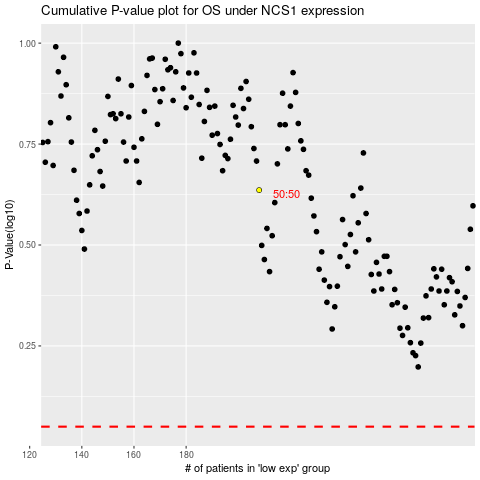 Cumulative P-value plot for OS under NCS1 expression
P-Value(log10)
1.00
0.75
0.50
0.25
50:50
120 140 160 180
# of patients in 'low exp' group